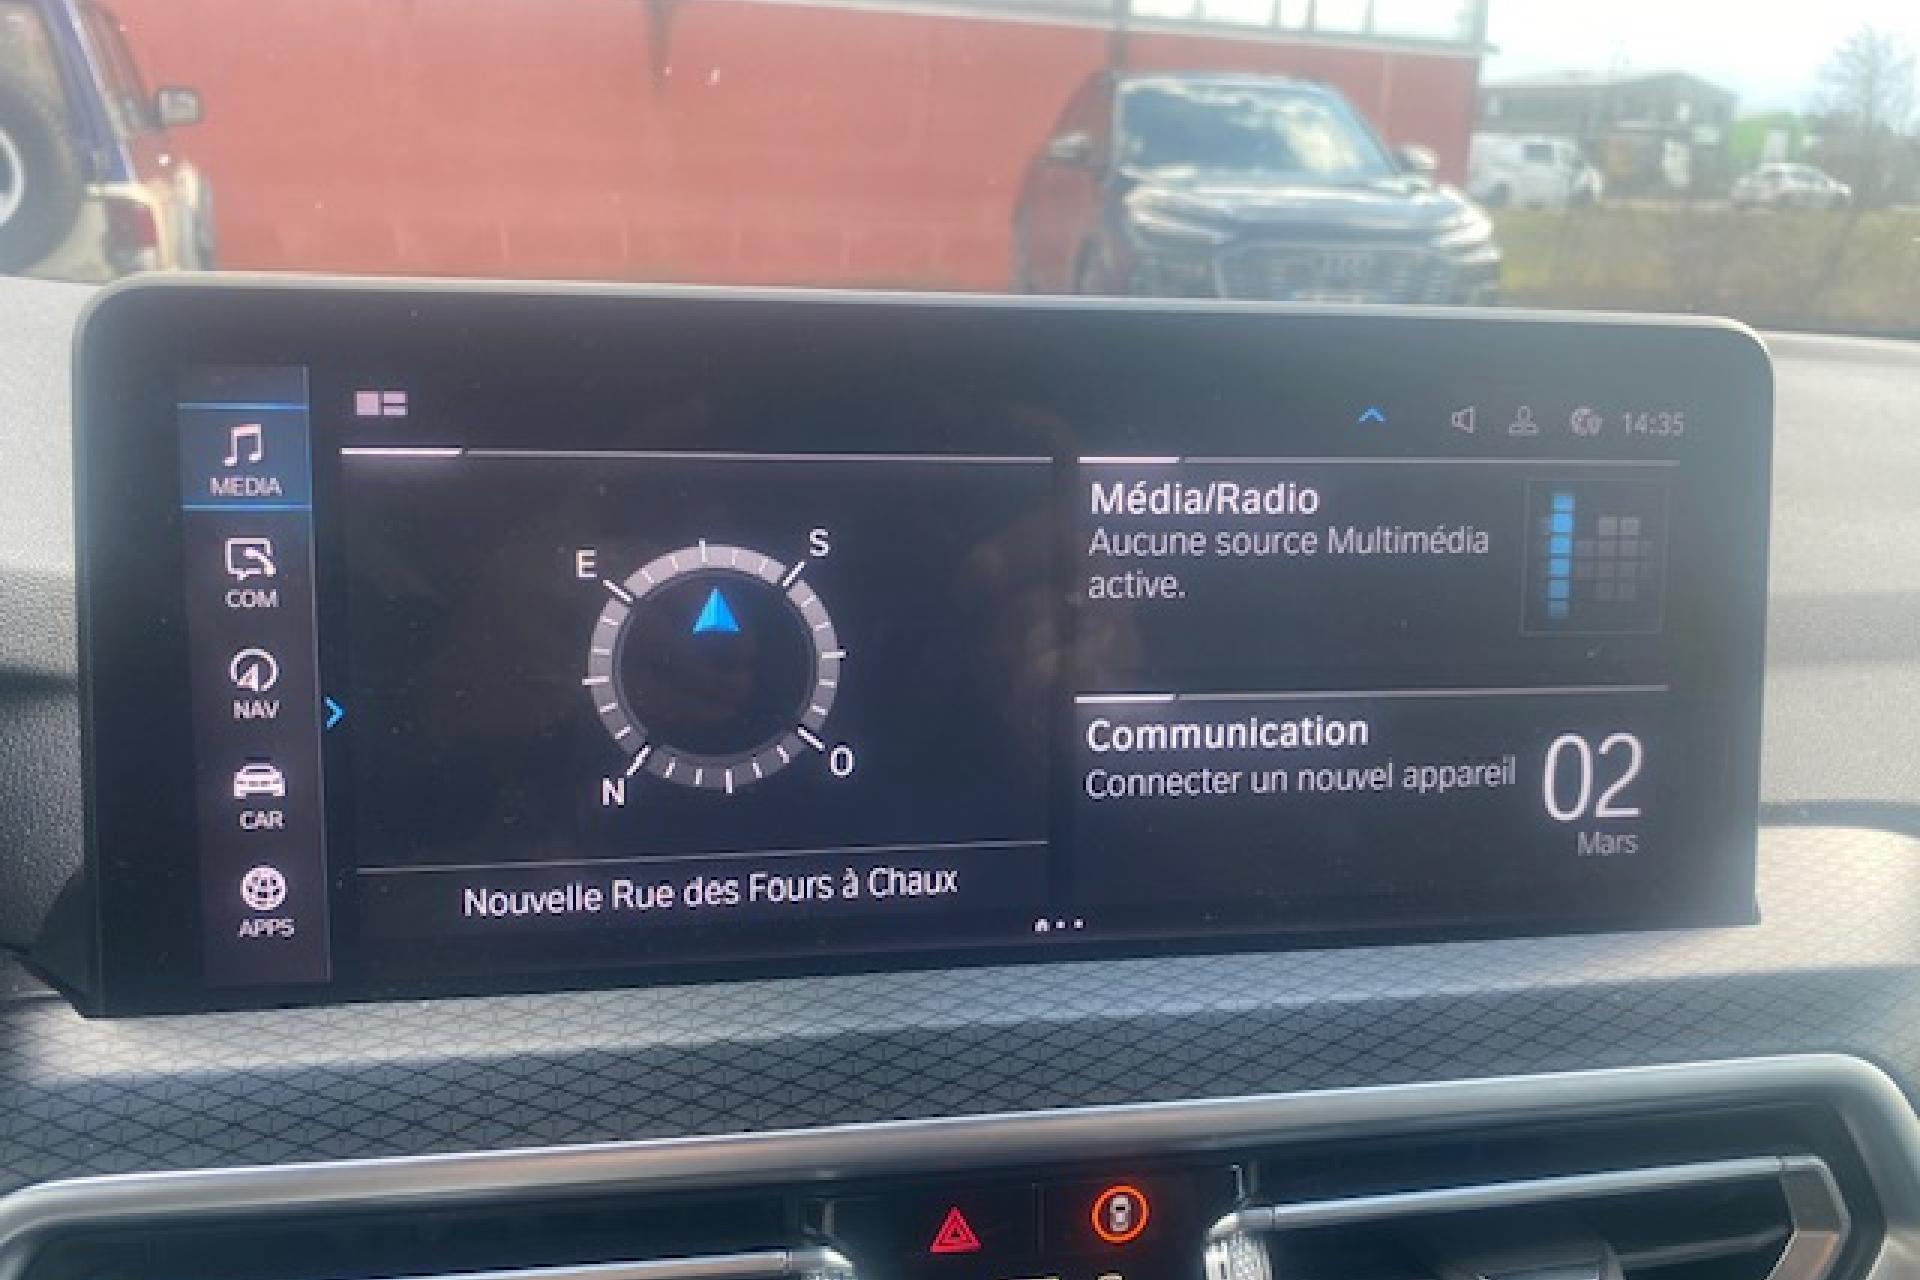 14:35
MEDIA
COM
NAV
CAR
APPS
E
S
N
O
Nouvelle Rue des Fours à Chaux
Média/Radio
Aucune source Multimédia
active.
Communication
Connecter un nouvel appareil
02
Mars